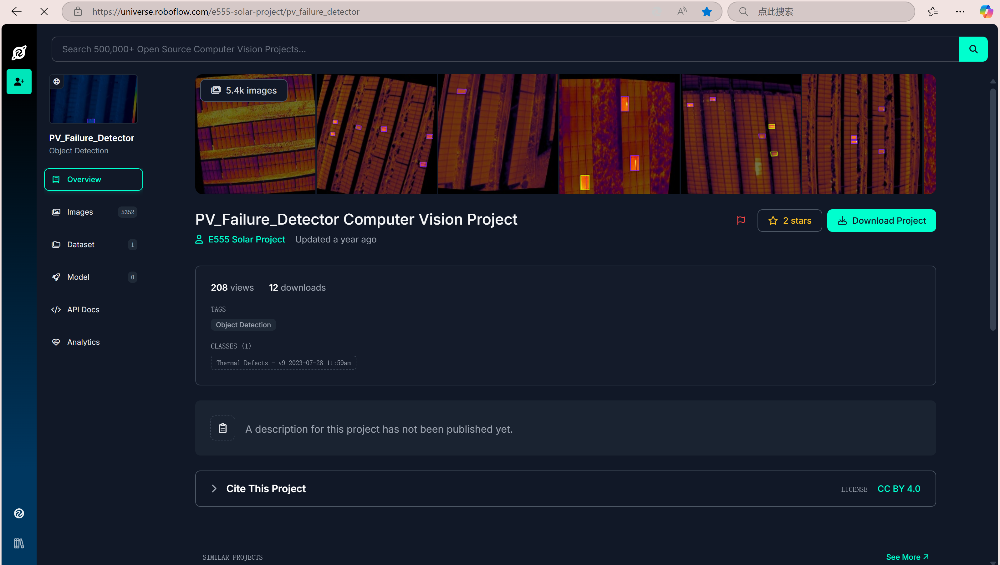 https://universe.roboflow.com/e555-solar-project/pv_failure_detector
点此搜索
Search 500,000+ Open Source Computer Vision Projects...
PV_Failure_Detector
Object Detection
Overview
Images 5352
Dataset 1
Model 0
API Docs
Analytics
5.4k images
PV_Failure_Detector Computer Vision Project
2 stars
Download Project
E555 Solar Project Updated a year ago
208 views 12 downloads
TAGS
Object Detection
CLASSES (1)
Thermal Defects - v9 2023-07-28 11:59am
A description for this project has not been published yet.
Cite This Project
LICENSE CC BY 4.0
SIMILAR PROJECTS
See More